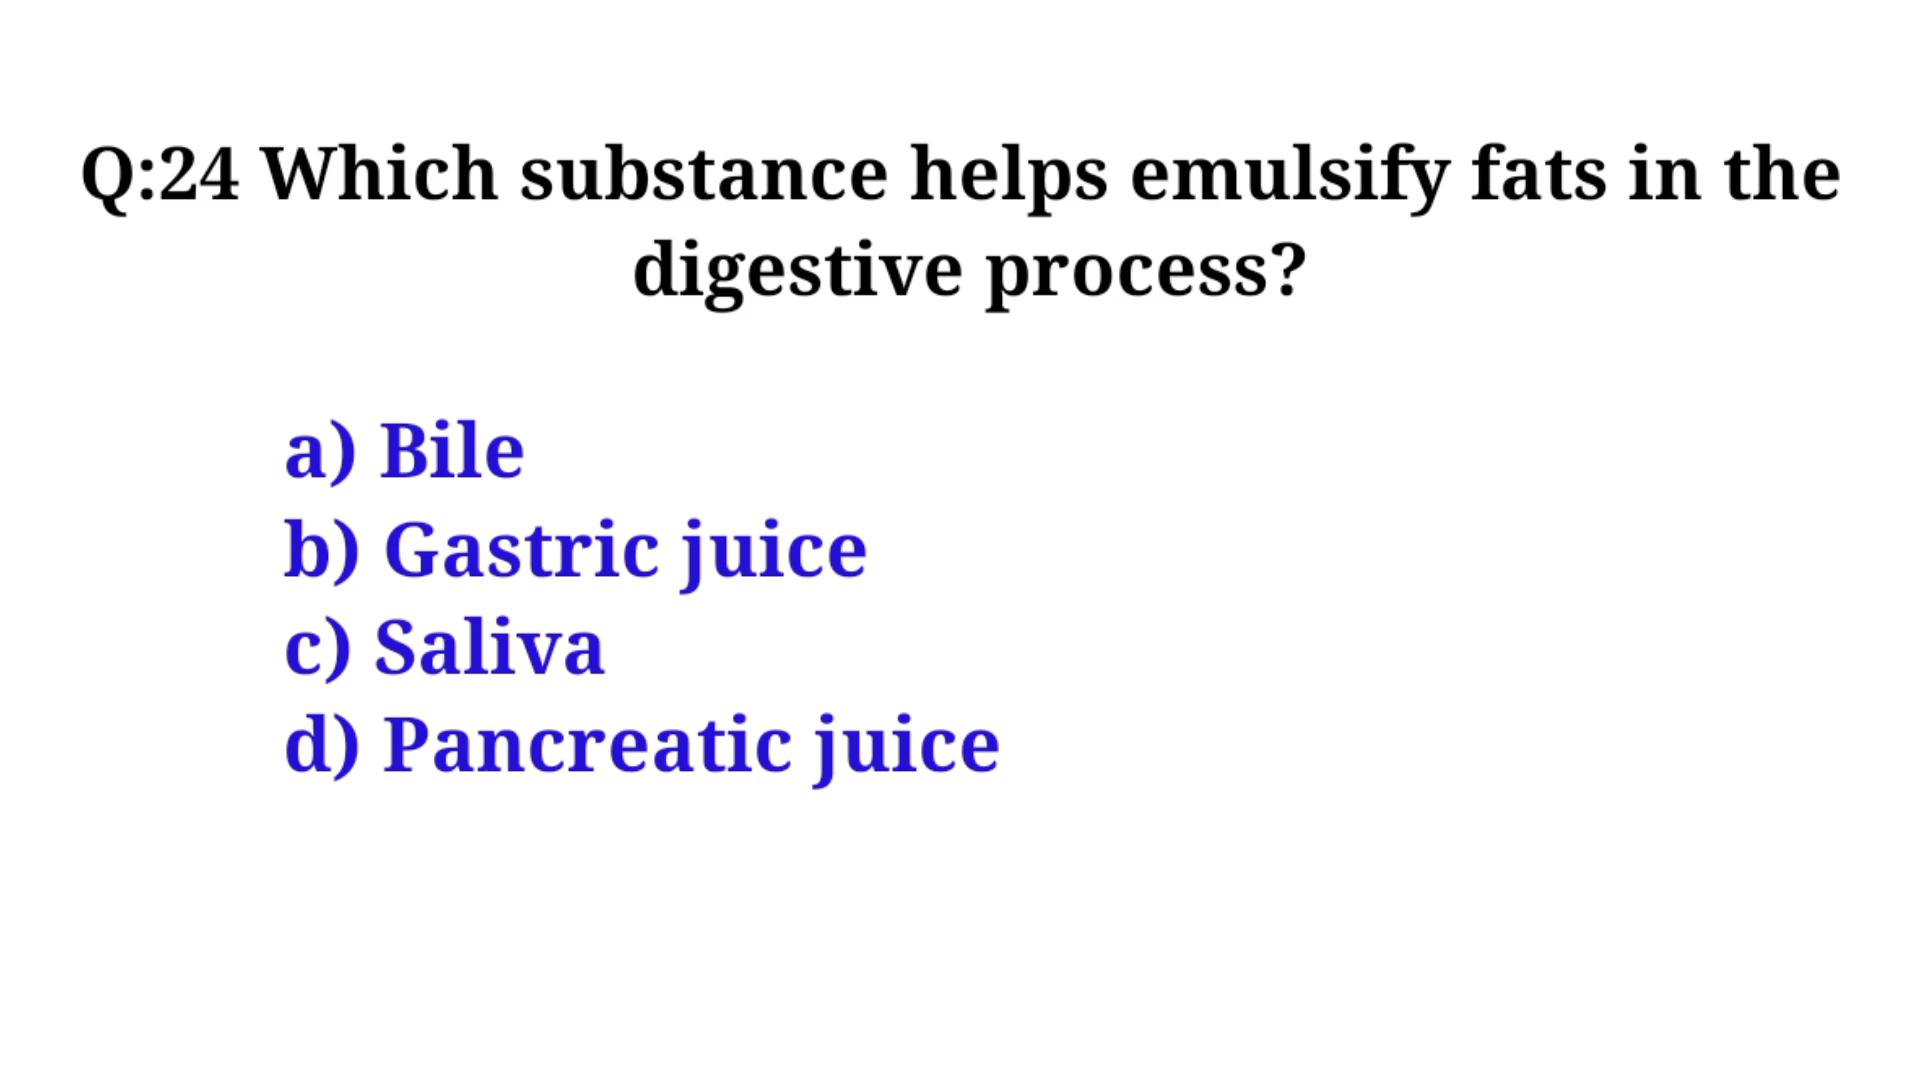 Q:24 Which substance helps emulsify fats in the
digestive process?
a) Bile
b) Gastric juice
c) Saliva
d) Pancreatic juice